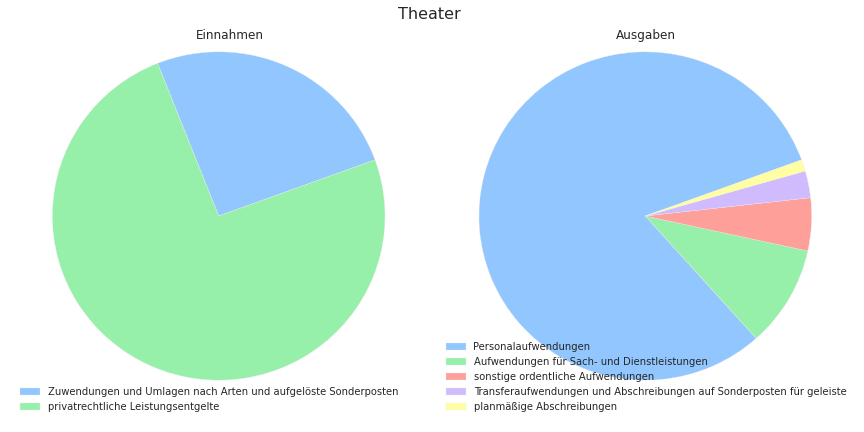 Theater
Einnahmen
Zuwendungen und Umlagen nach Arten und aufgelöste Sonderposten
privatrechtliche Leistungsentgelte
Ausgaben
Personalaufwendungen
Aufwendungen für Sach- und Dienstleistungen
sonstige ordentliche Aufwendungen
Transferaufwendungen und Abschreibungen auf Sonderposten für geleiste
planmäßige Abschreibungen